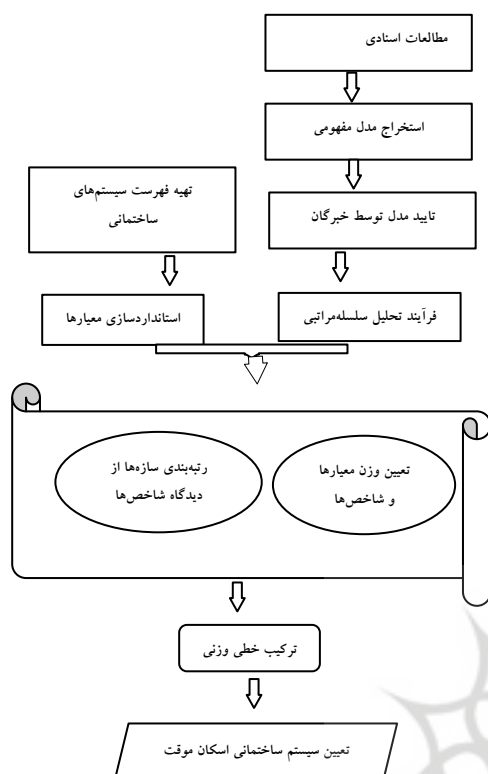 مطالعات اسنادی
استخراج مدل مفهومی
تهیه فهرست سیستم‌های
ساختمانی
تایید مدل توسط خبرگان
استانداردسازی معیارها
فرآیند تحلیل سلسله‌مراتبی
رتبه‌بندی سازه‌ها از
دیدگاه شاخص‌ها
تعیین وزن معیارها
و شاخص‌ها
ترکیب خطی وزنی
تعیین سیستم ساختمانی اسکان موقت